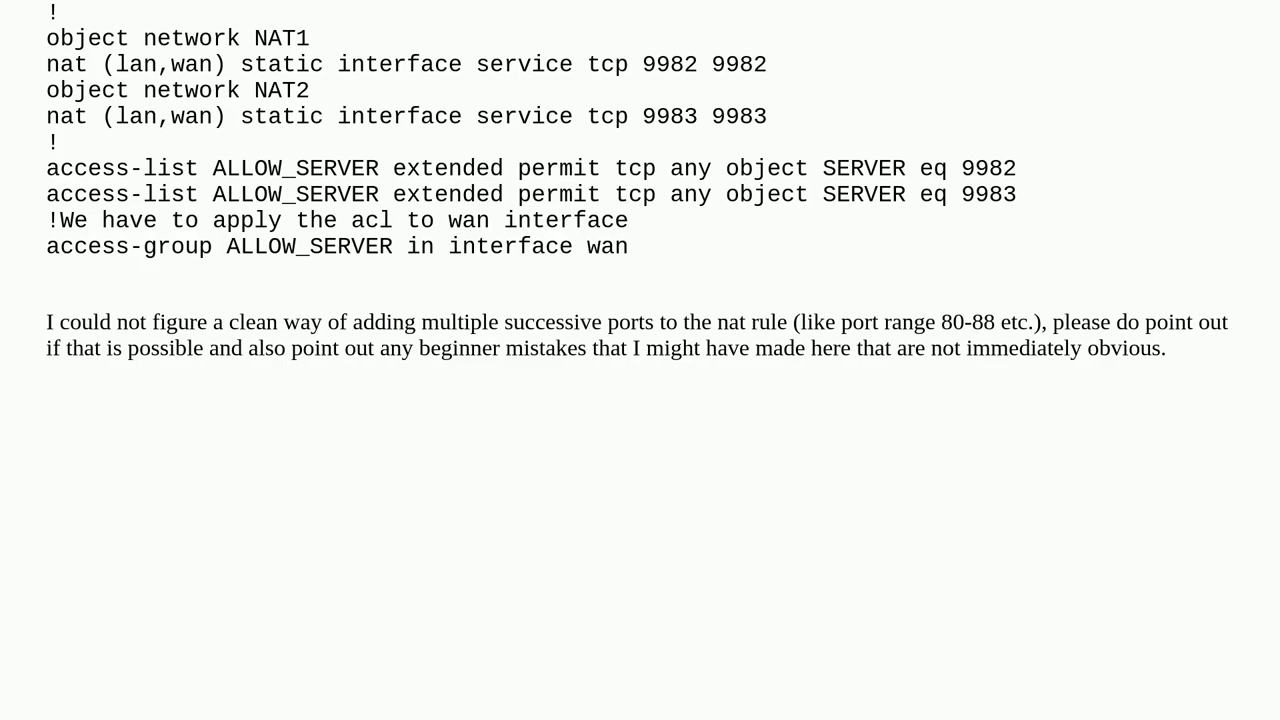 !
object network NAT1
nat (lan,wan) static interface service tcp 9982 9982
object network NAT2
nat (lan,wan) static interface service tcp 9983 9983
!
access-list ALLOW_SERVER extended permit tcp any object SERVER eq 9982
access-list ALLOW_SERVER extended permit tcp any object SERVER eq 9983
!We have to apply the acl to wan interface
access-group ALLOW_SERVER in interface wan
I could not figure a clean way of adding multiple successive ports to the nat rule (like port range 80-88 etc.), please do point out
if that is possible and also point out any beginner mistakes that I might have made here that are not immediately obvious.